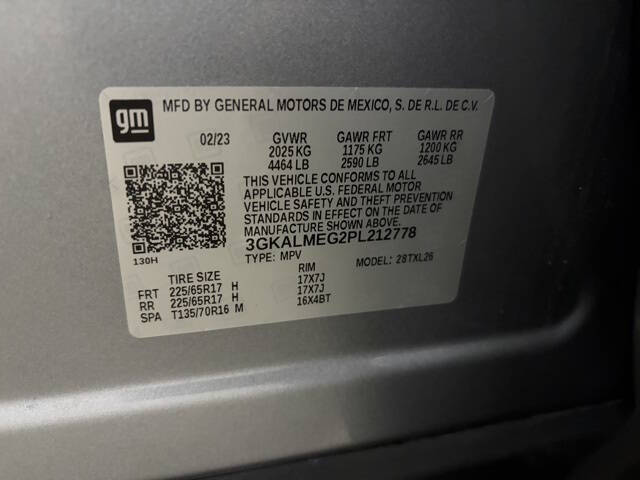 gm
MFD BY GENERAL MOTORS DE MEXICO, S. DE R.L. DE C.V.
02/23 GVWR GAWR FRT GAWR RR
2025 KG 1175 KG 1200 KG
4464 LB 2590 LB 2645 LB
THIS VEHICLE CONFORMS TO ALL
APPLICABLE U.S. FEDERAL MOTOR
VEHICLE SAFETY AND THEFT PREVENTION
STANDARDS IN EFFECT ON THE DATE OF
MANUFACTURE SHOWN ABOVE.
3GKALMEG2PL212778
130H
TYPE: MPV MODEL: 28TXL26
TIRE SIZE RIM
FRT 225/65R17 H 17X7J
RR 225/65R17 H 17X7J
SPA T135/70R16 M 16X4BT